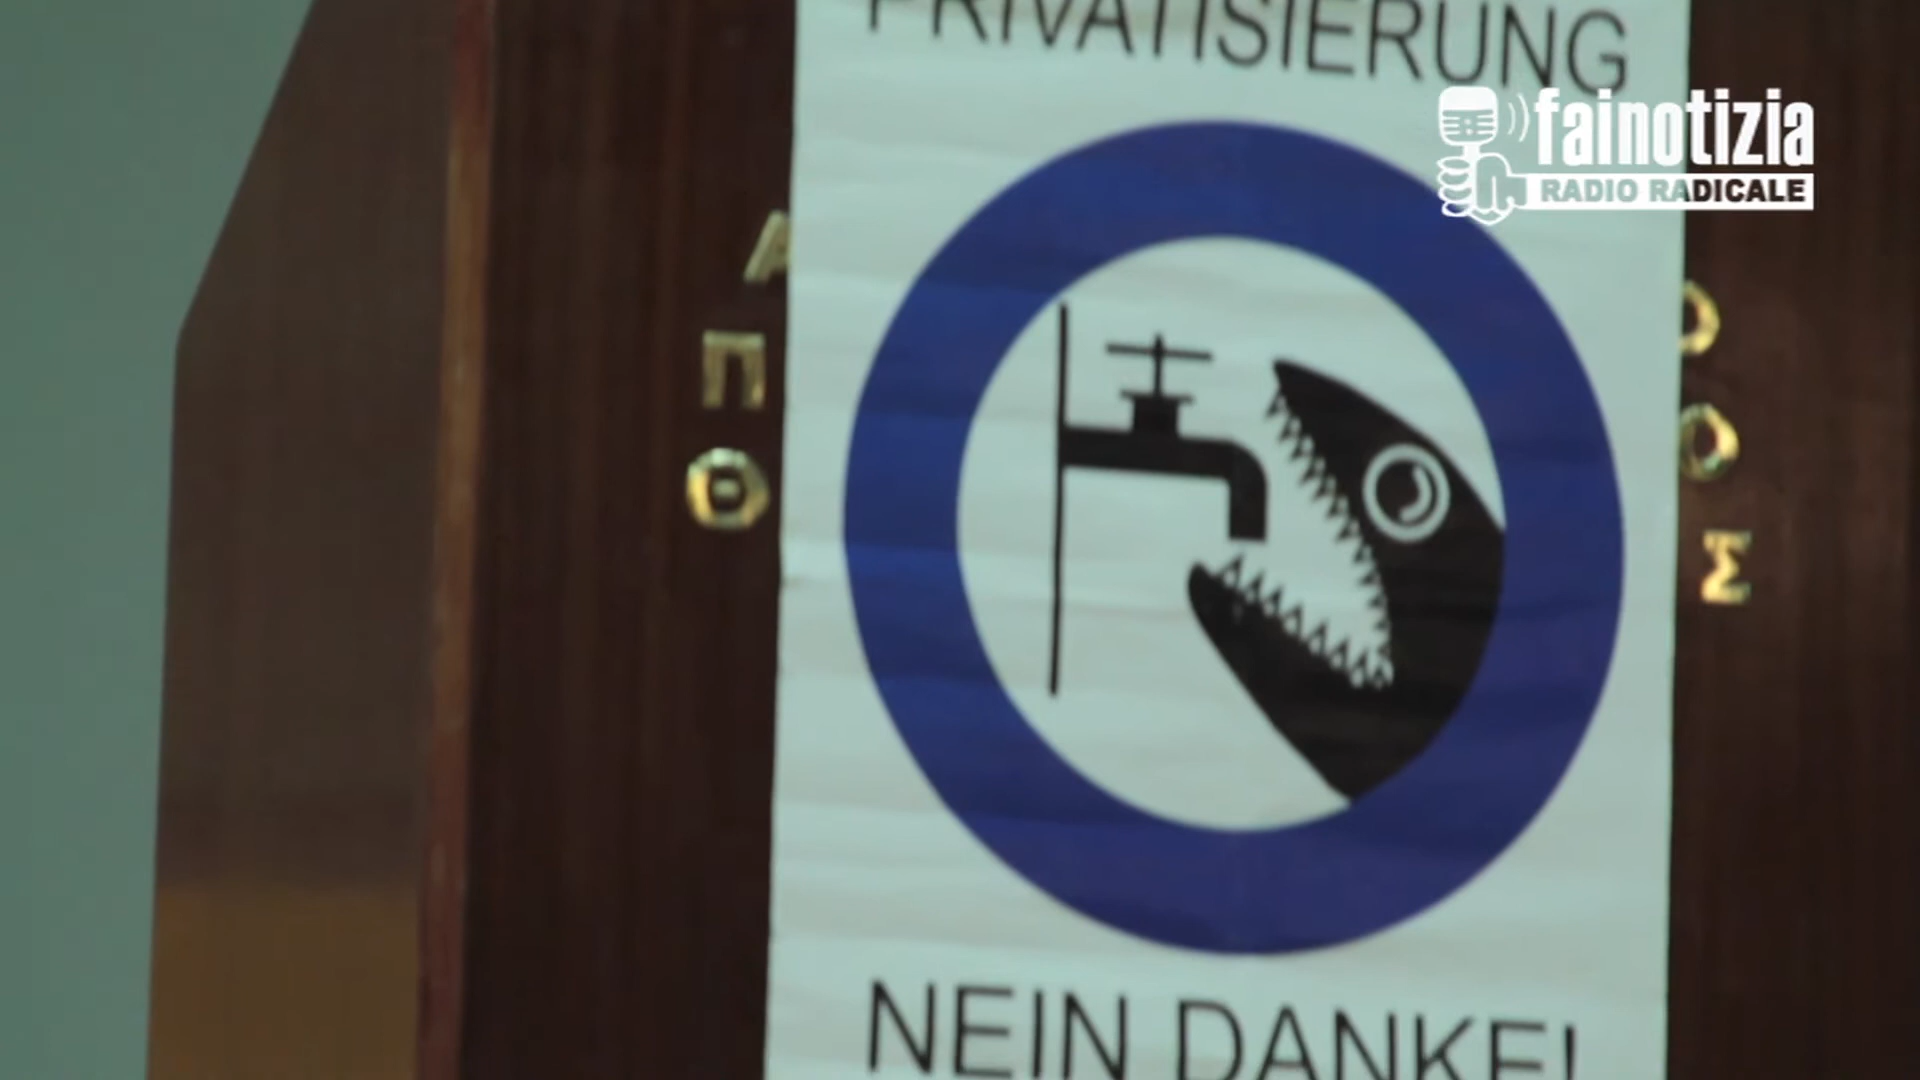 PRIVATISIERUNG
fainotizia
RADIO RADICALE
Α
Π
Θ
Ο
Ο
Σ
NEIN DANKE!